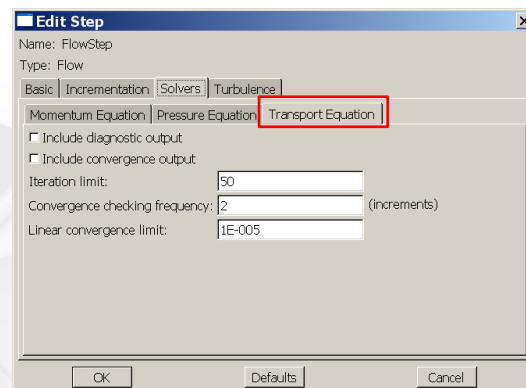 Edit Step
Name: FlowStep
Type: Flow
Basic Incrementation Solvers Turbulence
Momentum Equation Pressure Equation Transport Equation
Include diagnostic output
Include convergence output
Iteration limit: 50
Convergence checking frequency: 2 (increments)
Linear convergence limit: 1E-005
OK Defaults Cancel